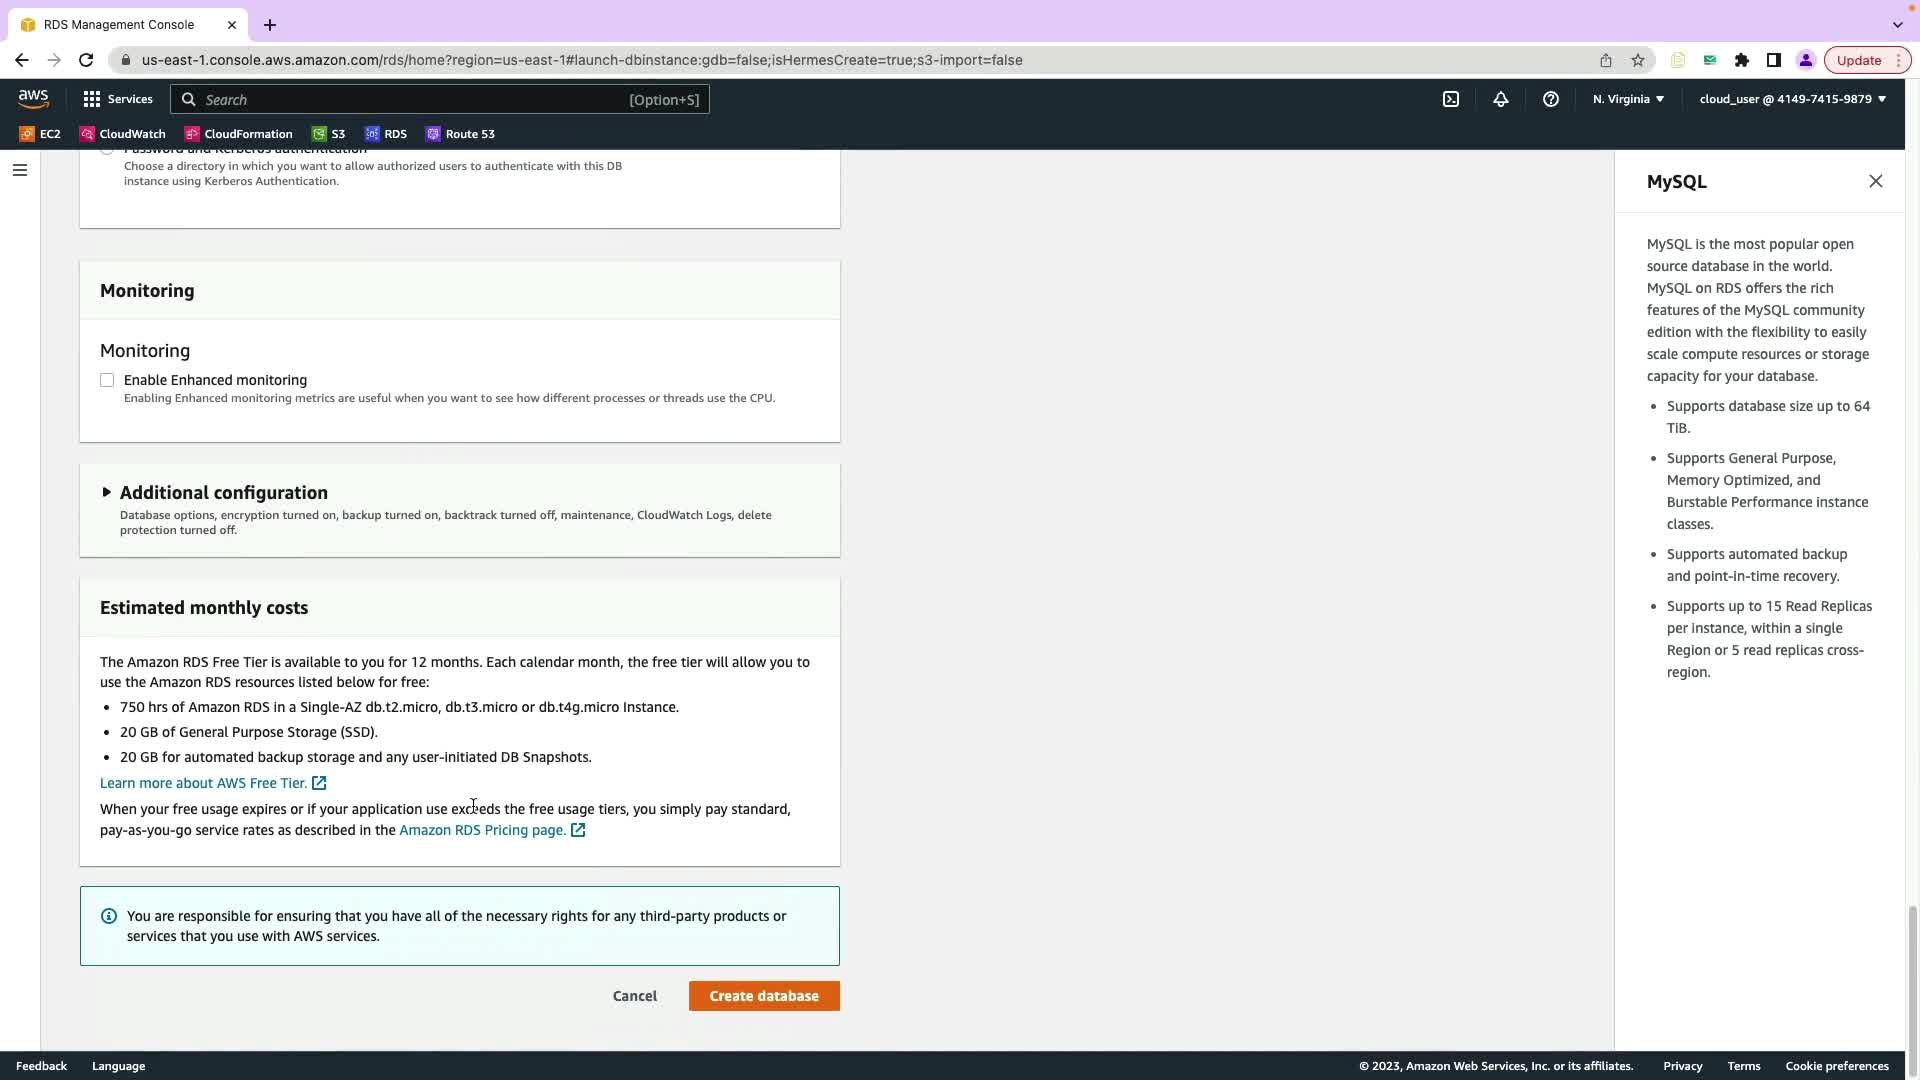 RDS Management Console
us-east-1.console.aws.amazon.com/rds/home?region=us-east-1#launch-dbinstance:gdb=false;isHermesCreate=true;s3-import=false
Update
aws
Services
Search
[Option+S]
N. Virginia
cloud_user @ 4149-7415-9879
EC2
CloudWatch
CloudFormation
S3
RDS
Route 53
Password and Kerberos authentication
Choose a directory in which you want to allow authorized users to authenticate with this DB
instance using Kerberos Authentication.
Monitoring
Monitoring
Enable Enhanced monitoring
Enabling Enhanced monitoring metrics are useful when you want to see how different processes or threads use the CPU.
Additional configuration
Database options, encryption turned on, backup turned on, backtrack turned off, maintenance, CloudWatch Logs, delete
protection turned off.
Estimated monthly costs
The Amazon RDS Free Tier is available to you for 12 months. Each calendar month, the free tier will allow you to
use the Amazon RDS resources listed below for free:
• 750 hrs of Amazon RDS in a Single-AZ db.t2.micro, db.t3.micro or db.t4g.micro Instance.
• 20 GB of General Purpose Storage (SSD).
• 20 GB for automated backup storage and any user-initiated DB Snapshots.
Learn more about AWS Free Tier.
When your free usage expires or if your application use exceeds the free usage tiers, you simply pay standard,
pay-as-you-go service rates as described in the Amazon RDS Pricing page.
You are responsible for ensuring that you have all of the necessary rights for any third-party products or
services that you use with AWS services.
Cancel
Create database
MySQL
MySQL is the most popular open
source database in the world.
MySQL on RDS offers the rich
features of the MySQL community
edition with the flexibility to easily
scale compute resources or storage
capacity for your database.
• Supports database size up to 64
TiB.
• Supports General Purpose,
Memory Optimized, and
Burstable Performance instance
classes.
• Supports automated backup
and point-in-time recovery.
• Supports up to 15 Read Replicas
per instance, within a single
Region or 5 read replicas cross-
region.
Feedback
Language
© 2023, Amazon Web Services, Inc. or its affiliates.
Privacy
Terms
Cookie preferences